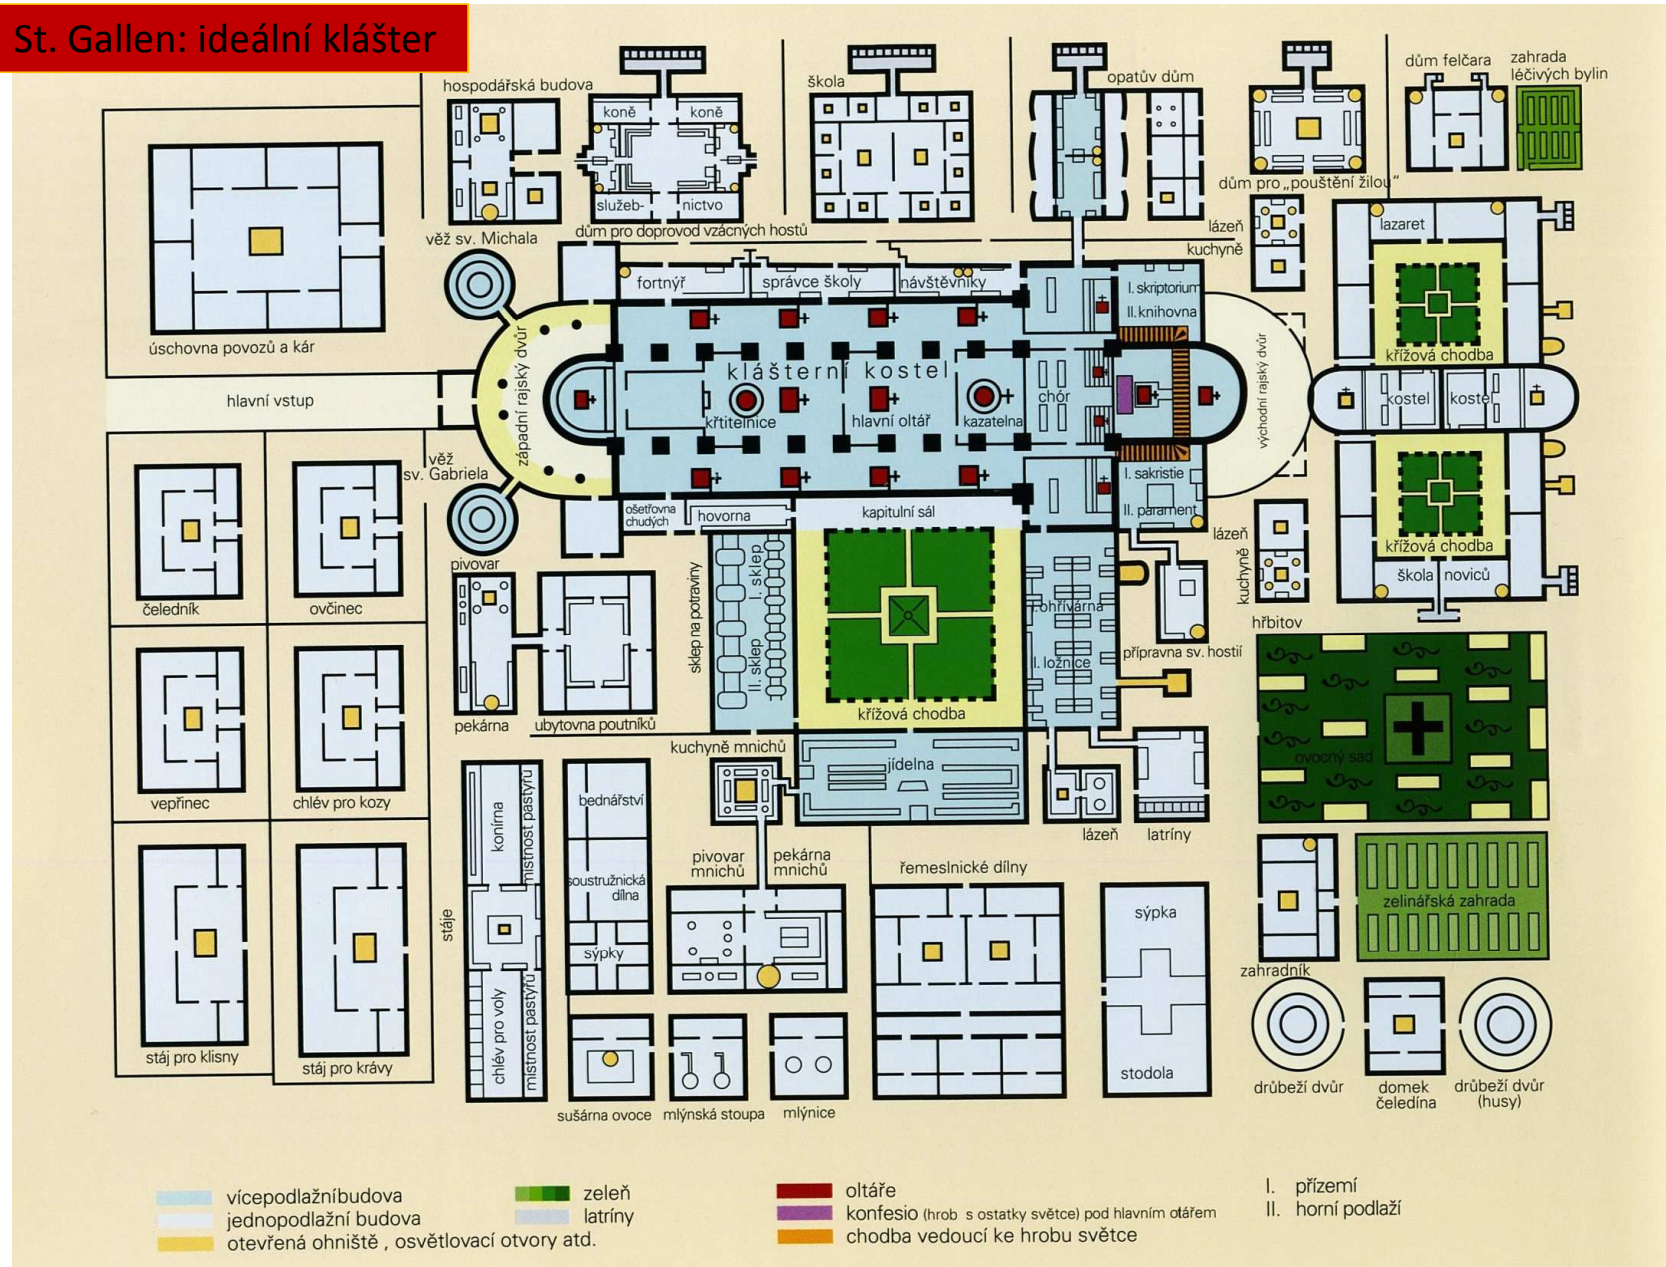 St. Gallen: ideální klášter
hospodářská budova
koně
koně
služeb-
nictvo
dům pro doprovod vzácných hostů
škola
opatův dům
dům pro „pouštění žilou"
dům felčara
zahrada
léčivých bylin
úschovna povozů a kár
věž sv. Michala
fortnýř
správce školy
návštěvníky
I. skriptorium
II. knihovna
lázeň
kuchyně
lazaret
křížová chodba
hlavní vstup
západní rajský dvůr
klášterní kostel
křtitelnice
hlavní oltář
kazatelna
chór
východní rajský dvůr
kostel
kostel
věž
sv. Gabriela
ošetřovna
chudých
hovorna
kapitulní sál
I. sakristie
II. parament
lázeň
kuchyně
křížová chodba
škola noviců
čeledník
ovčinec
pivovar
pekárna
ubytovna poutníků
sklep na potraviny
I. sklep
II. sklep
křížová chodba
I. ohřívárna
I. ložnice
přípravna sv. hostií
hřbitov
ovocný sad
vepřinec
chlév pro kozy
kuchyně mnichů
jídelna
lázeň
latríny
stáje
konírna
místnost pastýřů
chlév pro voly
místnost pastýřů
bednářství
soustružnická
dílna
sýpky
pivovar
mnichů
pekárna
mnichů
řemeslnické dílny
sýpka
stodola
zelinářská zahrada
zahradník
stáj pro klisny
stáj pro krávy
sušárna ovoce
mlýnská stoupa
mlýnice
drůbeží dvůr
domek
čeledína
drůbeží dvůr
(husy)
vícepodlažníbudova
jednopodlažní budova
otevřená ohniště , osvětlovací otvory atd.
zeleň
latríny
oltáře
konfesio (hrob s ostatky světce) pod hlavním otářem
chodba vedoucí ke hrobu světce
I. přízemí
II. horní podlaží